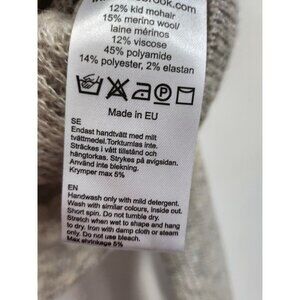 12% kid mohair
15% merino wool/
laine mérinos
12% viscose
45% polyamide
14% polyester, 2% elastan
Made in EU
SE
Endast handtvätt med milt
tvättmedel.Torktumlas inte.
Sträckes i vått tillstånd och
hängtorkas. Strykes på avigsidan.
Använd inte blekning.
Krymper max 5%
EN
Handwash only with mild detergent.
Wash with similar colours, inside out.
Short spin. Do not tumble dry.
Stretch when wet to shape and hang
to dry. Iron with damp cloth or steam
only. Do not use bleach.
Max shrinkage 5%